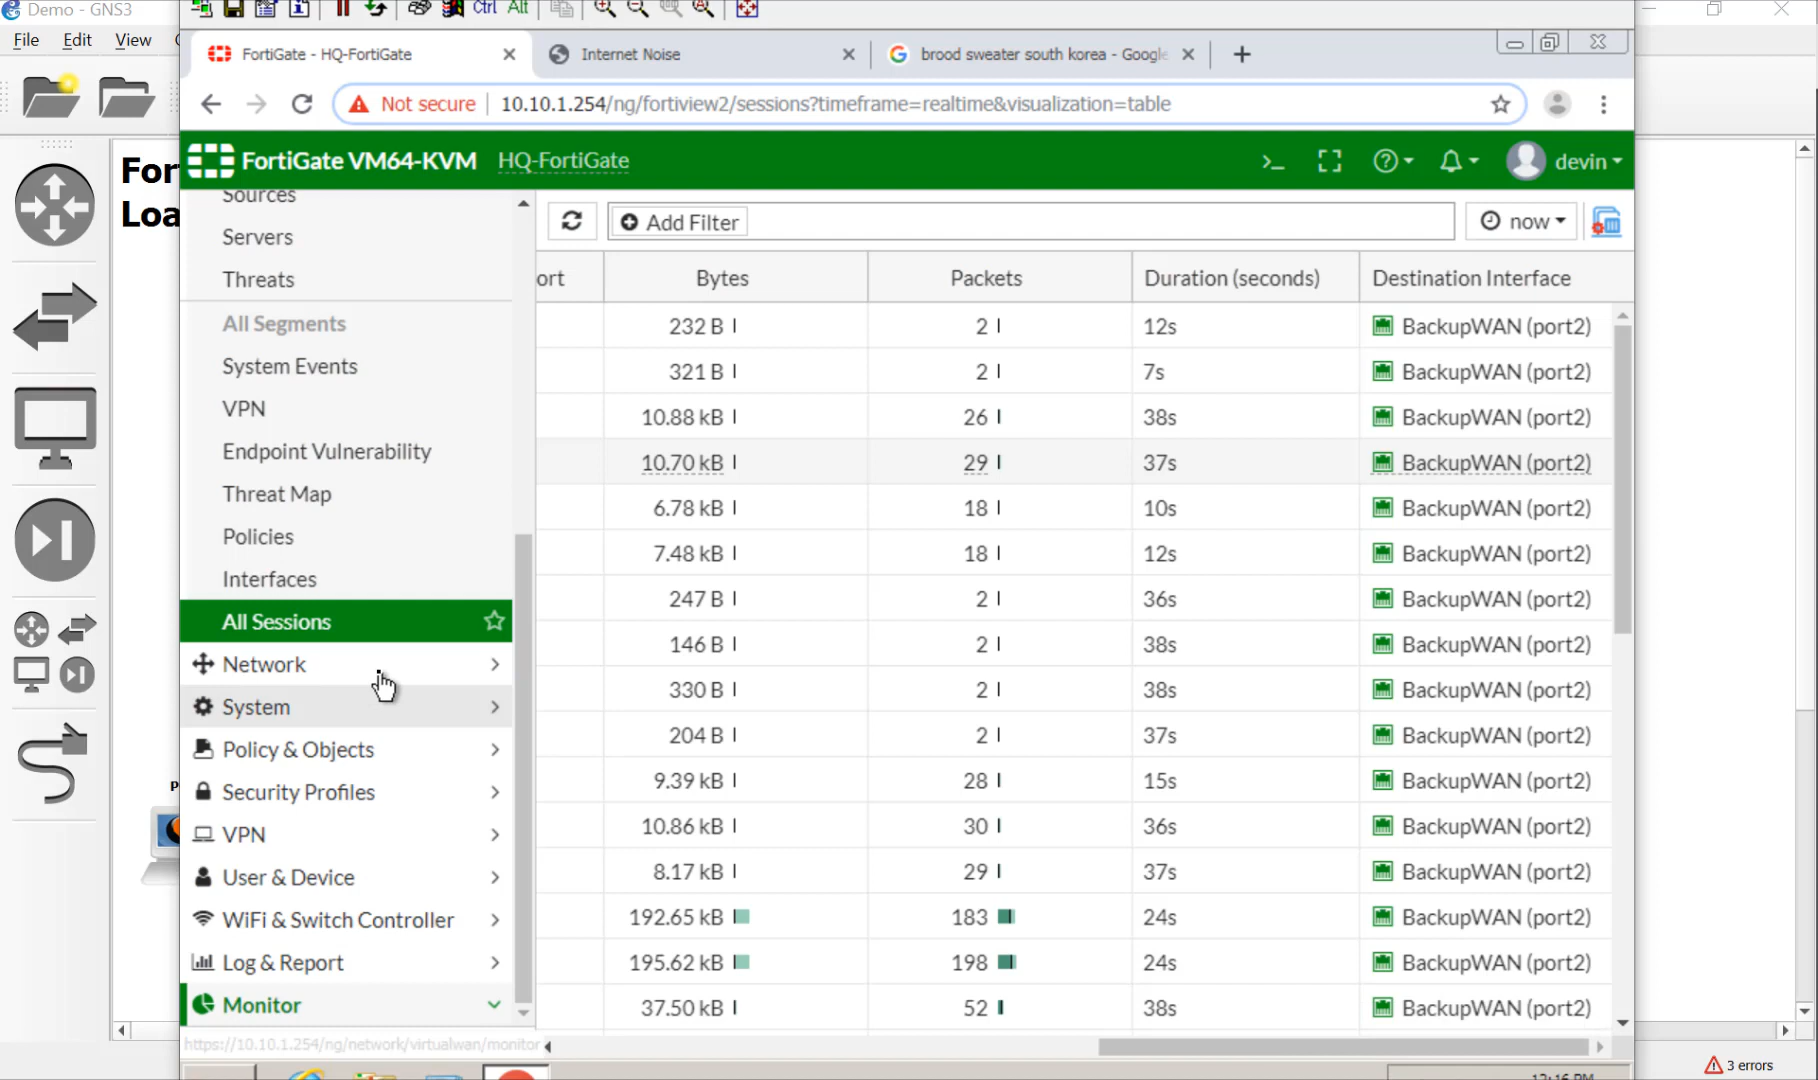 Demo - GNS3
File Edit View
Ctrl Alt
FortiGate - HQ-FortiGate
Internet Noise
brood sweater south korea - Google
Not secure
10.10.1.254/ng/fortiview2/sessions?timeframe=realtime&visualization=table
For
Loa
FortiGate VM64-KVM HQ-FortiGate
devin
Sources
Servers
Threats
All Segments
System Events
VPN
Endpoint Vulnerability
Threat Map
Policies
Interfaces
All Sessions
Network
System
Policy & Objects
Security Profiles
VPN
User & Device
WiFi & Switch Controller
Log & Report
Monitor
https://10.10.1.254/ng/network/virtualwan/monitor
Add Filter
now
ort Bytes Packets Duration (seconds) Destination Interface
232 B 2 12s BackupWAN (port2)
321 B 2 7s BackupWAN (port2)
10.88 kB 26 38s BackupWAN (port2)
10.70 kB 29 37s BackupWAN (port2)
6.78 kB 18 10s BackupWAN (port2)
7.48 kB 18 12s BackupWAN (port2)
247 B 2 36s BackupWAN (port2)
146 B 2 38s BackupWAN (port2)
330 B 2 38s BackupWAN (port2)
204 B 2 37s BackupWAN (port2)
9.39 kB 28 15s BackupWAN (port2)
10.86 kB 30 36s BackupWAN (port2)
8.17 kB 29 37s BackupWAN (port2)
192.65 kB 183 24s BackupWAN (port2)
195.62 kB 198 24s BackupWAN (port2)
37.50 kB 52 38s BackupWAN (port2)
12:16 PM
3 errors